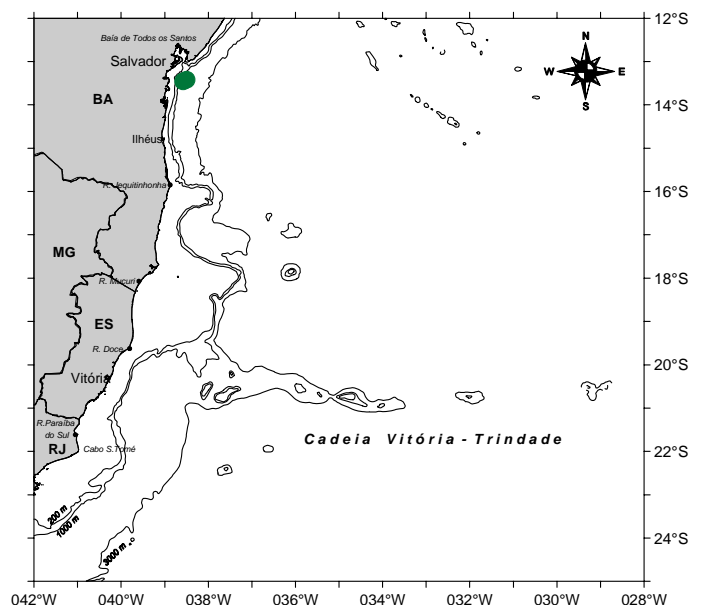 12°S
Baía de Todos os Santos
N
Salvador
W
E
S
BA
14°S
Ilhéus
R. Jequitinhonha
16°S
MG
R. Mucuri
18°S
ES
R. Doce
20°S
Vitória
R.Paraíba
do Sul
Cadeia Vitória - Trindade
RJ
Cabo S.Tomé
22°S
200 m
1000 m
3000 m
24°S
042°W
040°W
038°W
036°W
034°W
032°W
030°W
028°W